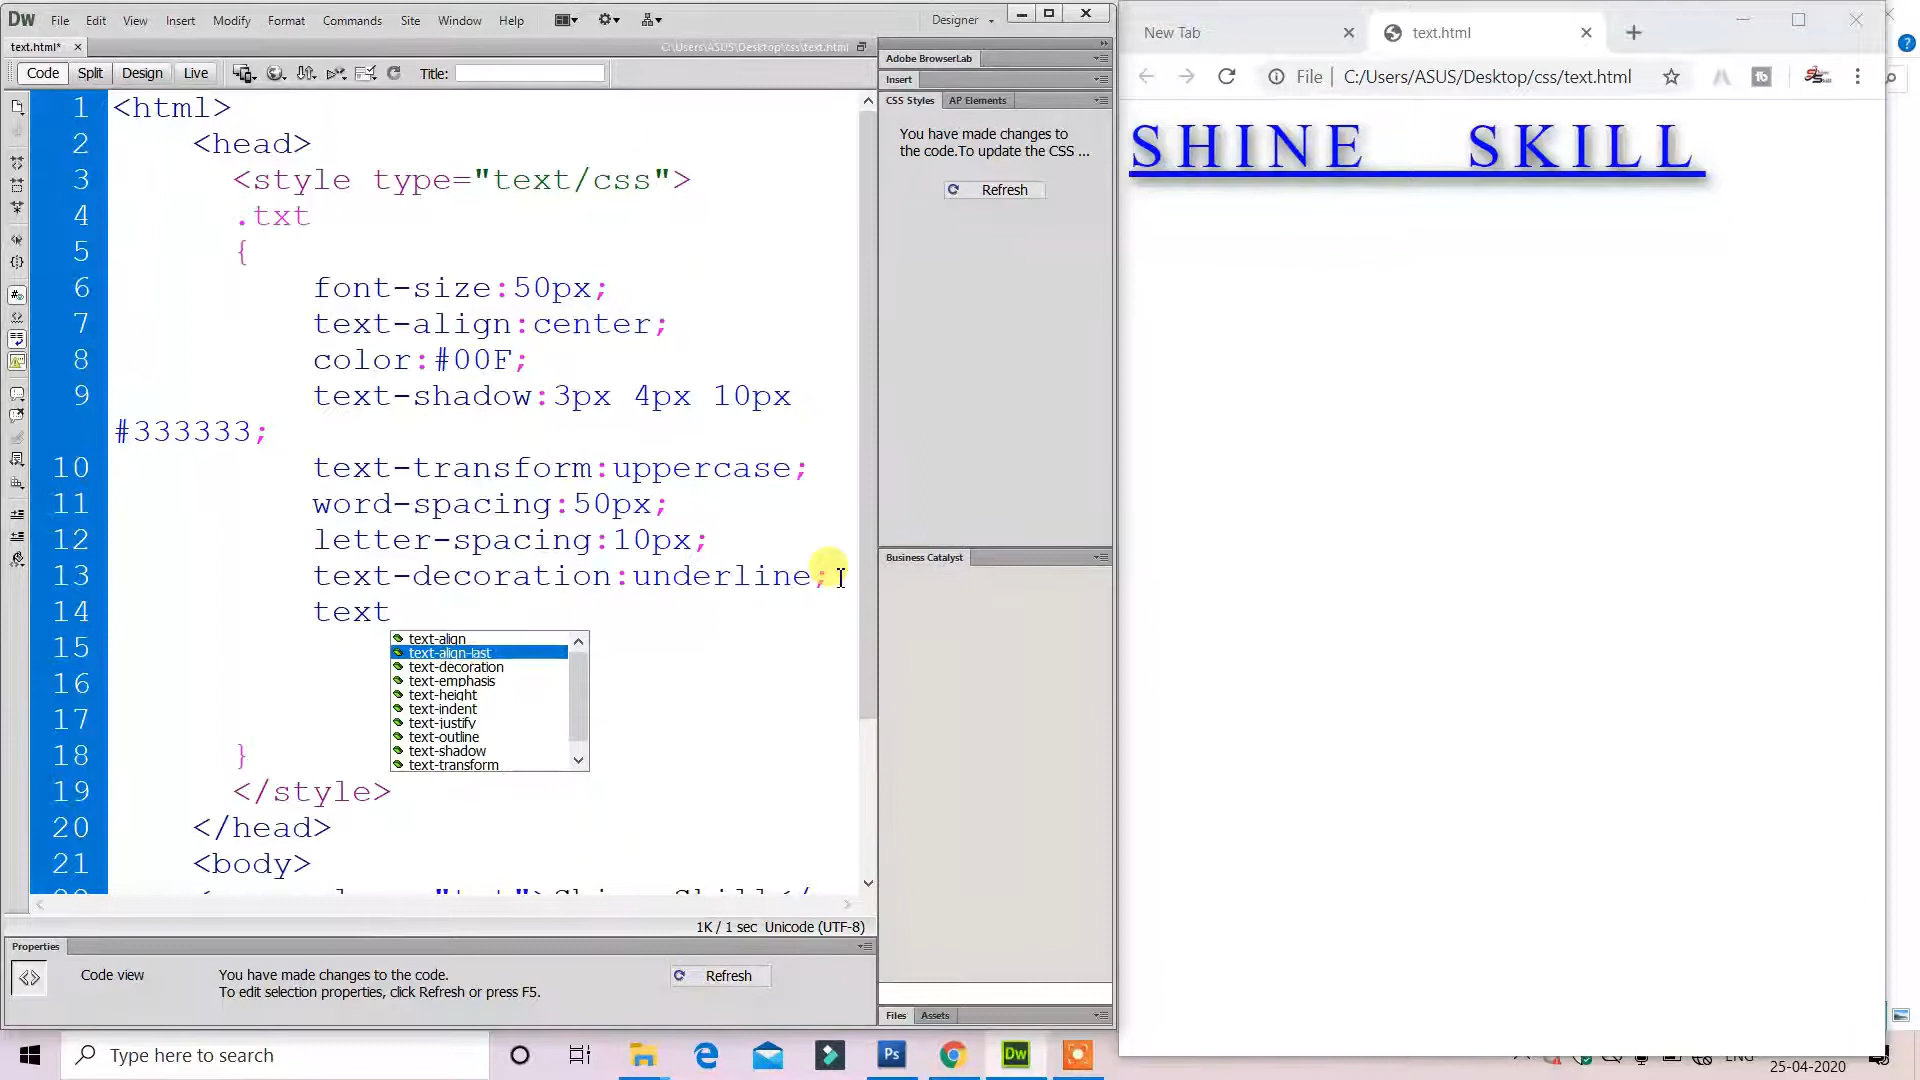 Dw File Edit View Insert Modify Format Commands Site Window Help Designer
text.html* C:\Users\ASUS\Desktop\css\text.html
Code Split Design Live Title:
1 <html>
2 <head>
3 <style type="text/css">
4 .txt
5 {
6 font-size:50px;
7 text-align:center;
8 color:#00F;
9 text-shadow:3px 4px 10px
#333333;
10 text-transform:uppercase;
11 word-spacing:50px;
12 letter-spacing:10px;
13 text-decoration:underline;
14 text
15
16
17
18 }
19 </style>
20 </head>
21 <body>
text-align
text-align-last
text-decoration
text-emphasis
text-height
text-indent
text-justify
text-outline
text-shadow
text-transform
1K / 1 sec Unicode (UTF-8)
Properties
Code view
You have made changes to the code.
To edit selection properties, click Refresh or press F5.
Refresh
Adobe BrowserLab
Insert
CSS Styles AP Elements
You have made changes to
the code.To update the CSS ...
Refresh
Business Catalyst
Files Assets
New Tab text.html
File C:/Users/ASUS/Desktop/css/text.html
SHINE SKILL
Type here to search
Ps Dw
ENG
25-04-2020